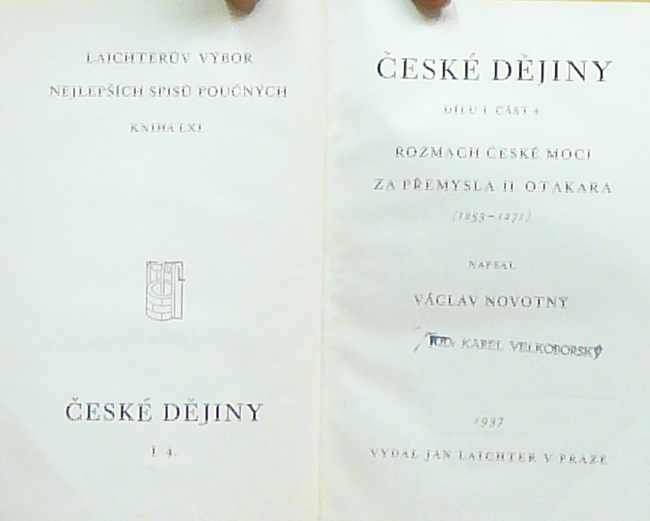 LAICHTERŮV VÝBOR
NEJLEPŠÍCH SPISŮ POUČNÝCH
KNIHA LXI.
ČESKÉ DĚJINY
I 4.
ČESKÉ DĚJINY
DÍLU I. ČÁST 4.
ROZMACH ČESKÉ MOCI
ZA PŘEMYSLA II OTAKARA
(1253–1271)
NAPSAL
VÁCLAV NOVOTNÝ
KAREL VELKOBORSKÝ
1937
VYDAL JAN LAICHTER V PRAZE